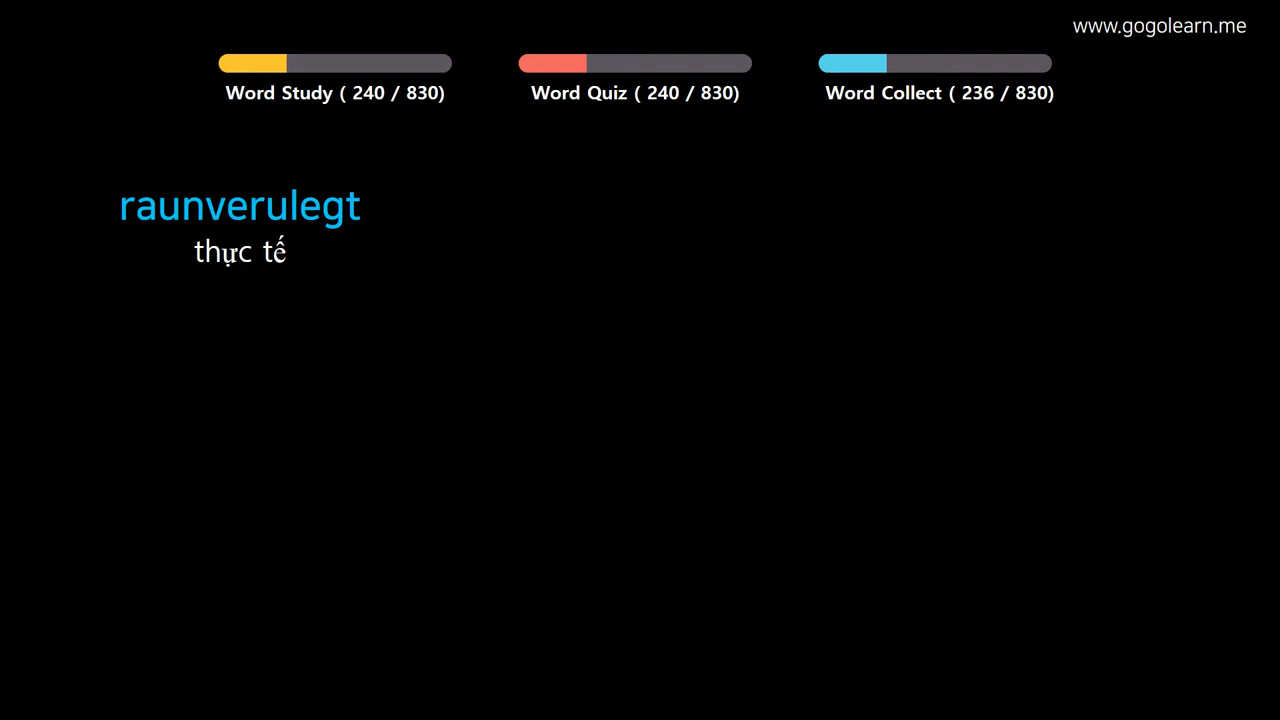 www.gogolearn.me
Word Study ( 240 / 830)
Word Quiz ( 240 / 830)
Word Collect ( 236 / 830)
raunverulegt
thực tế